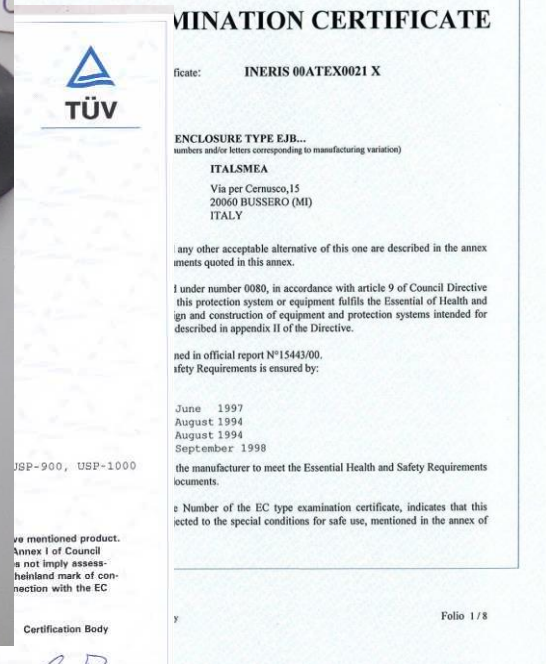 TÜV
USP-900, USP-1000
ve mentioned product.
Annex I of Council
s not imply assess-
heinland mark of con-
nection with the EC
Certification Body
MINATION CERTIFICATE
ficate: INERIS 00ATEX0021 X
ENCLOSURE TYPE EJB...
numbers and/or letters corresponding to manufacturing variation)
ITALSMEA
Via per Cernusco,15
20060 BUSSERO (MI)
ITALY
any other acceptable alternative of this one are described in the annex
ments quoted in this annex.
d under number 0080, in accordance with article 9 of Council Directive
this protection system or equipment fulfils the Essential of Health and
ign and construction of equipment and protection systems intended for
described in appendix II of the Directive.
ned in official report N°15443/00.
afety Requirements is ensured by:
June 1997
August 1994
August 1994
September 1998
the manufacturer to meet the Essential Health and Safety Requirements
locuments.
e Number of the EC type examination certificate, indicates that this
jected to the special conditions for safe use, mentioned in the annex of
y Folio 1/8